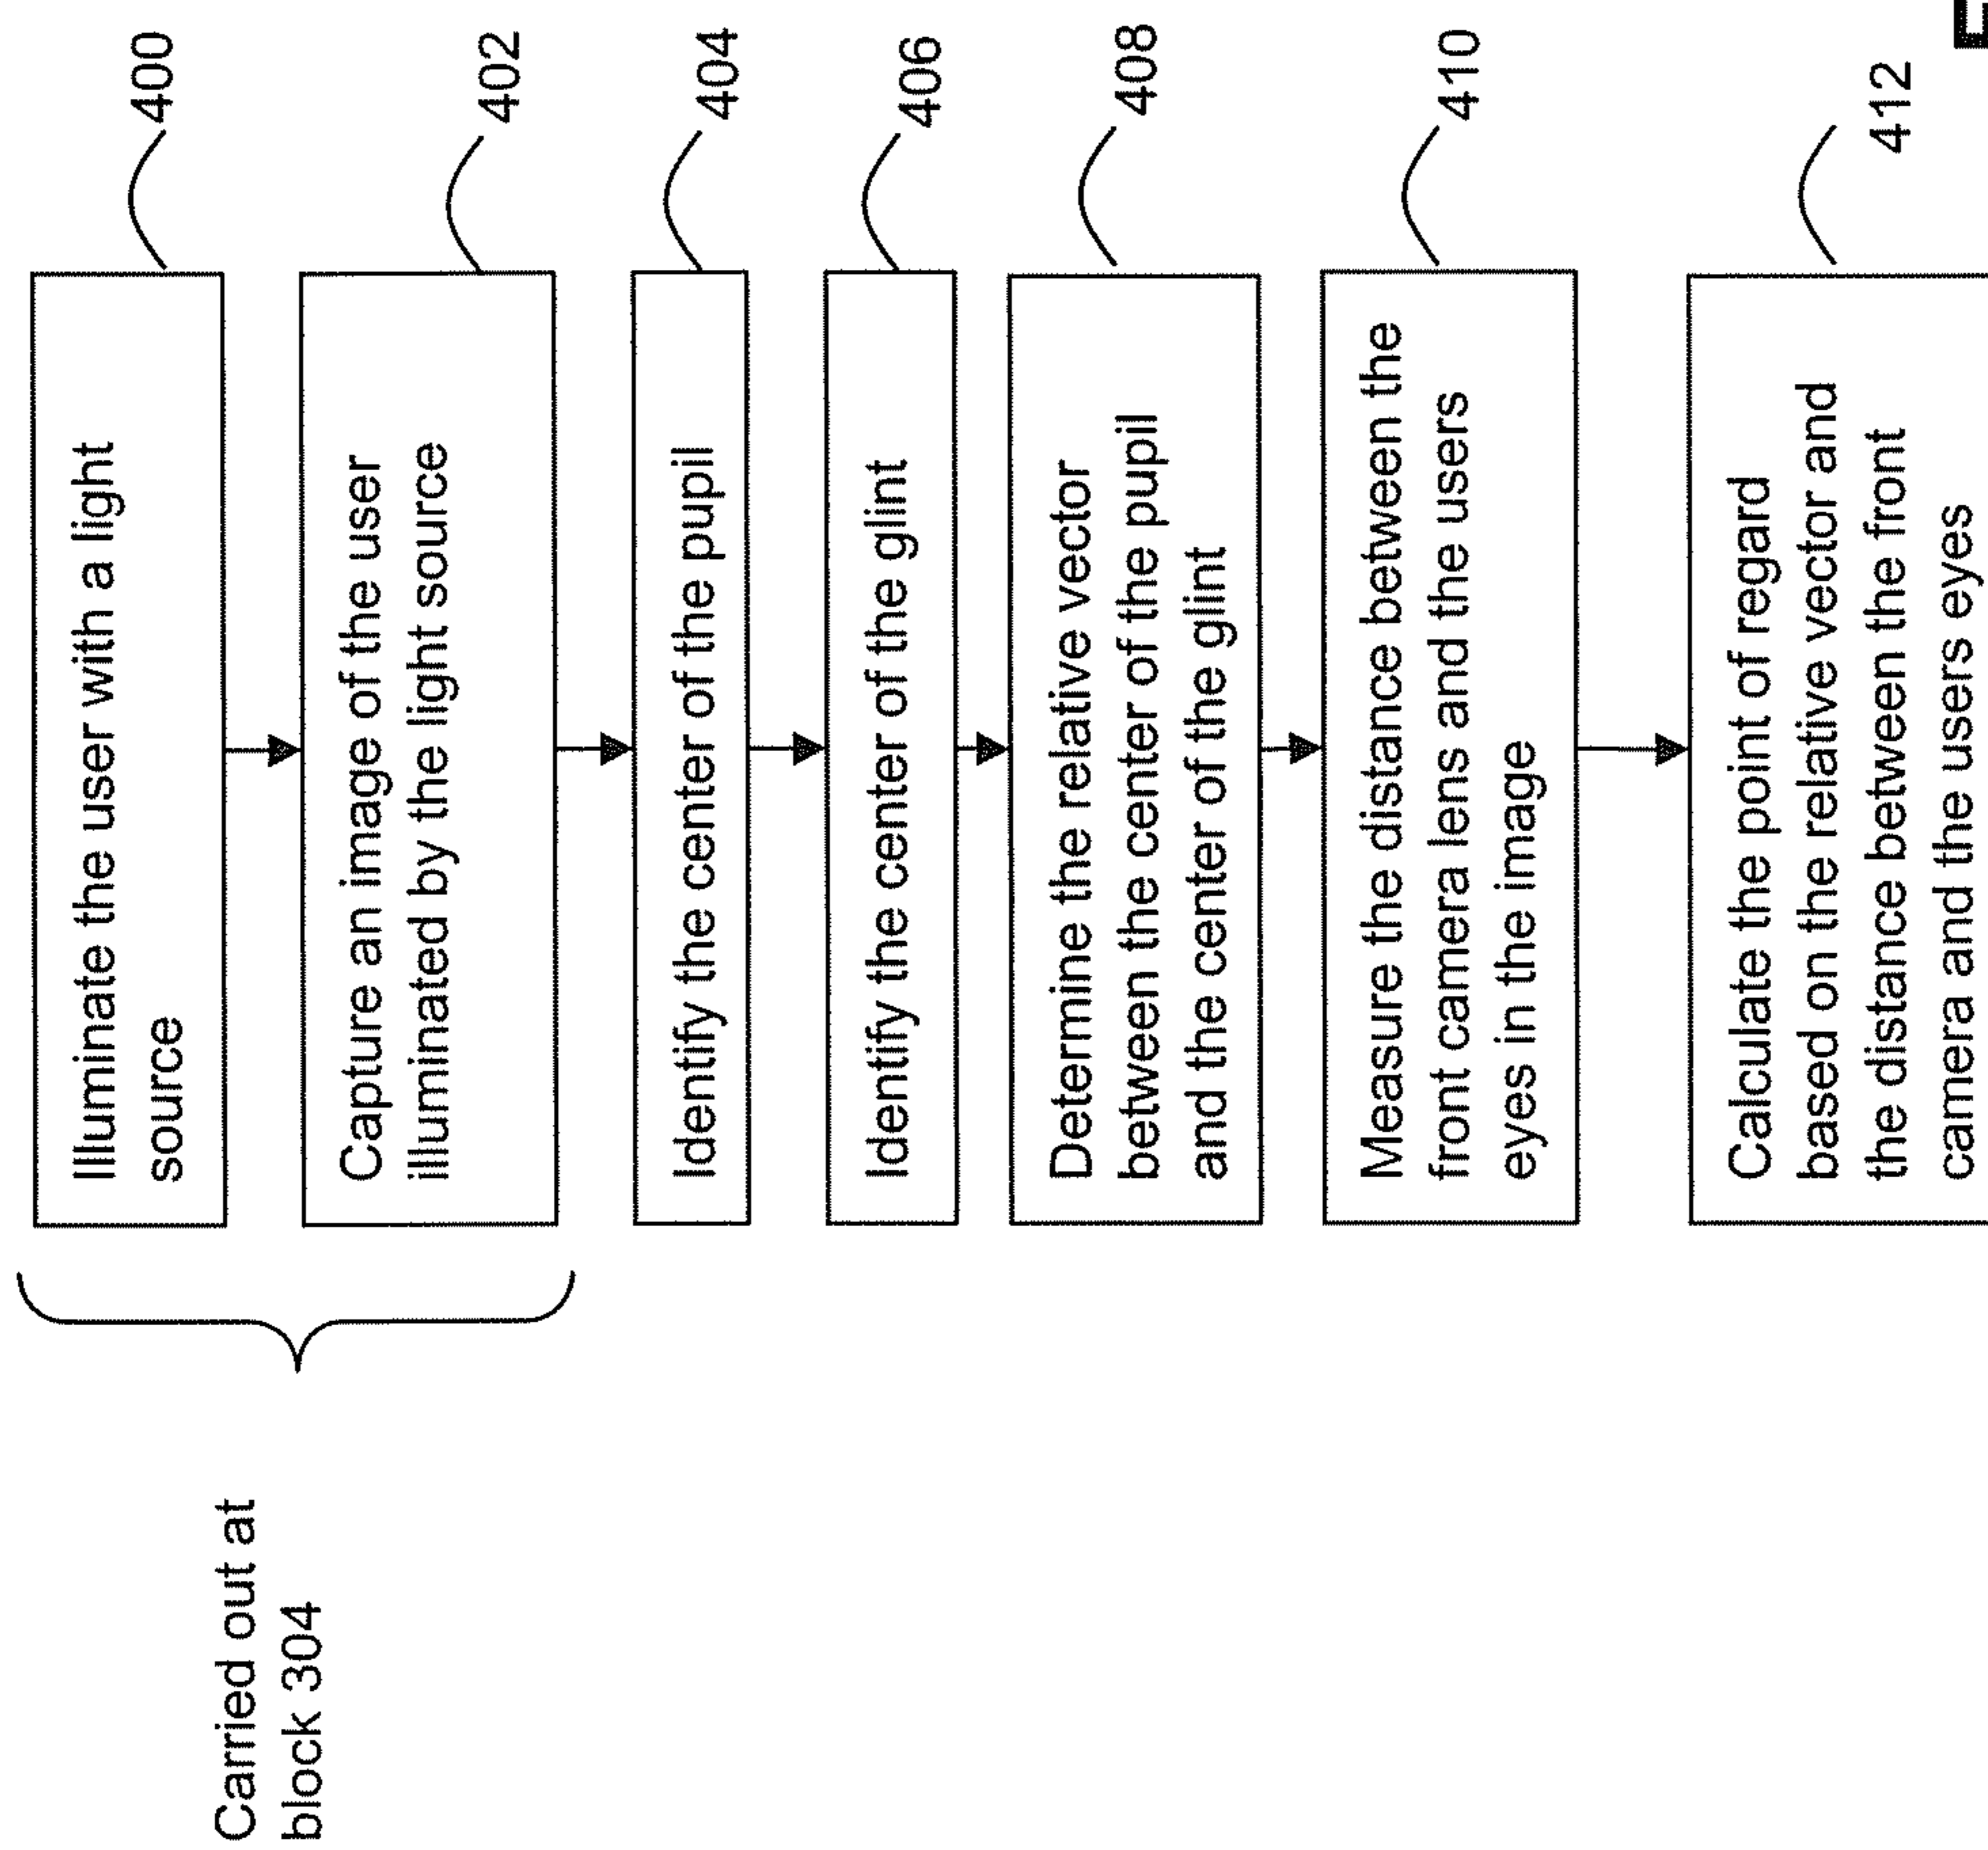 Illuminate the user with a light
source
400
Capture an image of the user
illuminated by the light source
402
Carried out at
block 304
Identify the center of the pupil
404
Identify the center of the glint
406
Determine the relative vector
between the center of the pupil
and the center of the glint
408
Measure the distance between the
front camera lens and the users
eyes in the image
410
Calculate the point of regard
based on the relative vector and
the distance between the front
camera and the users eyes
412